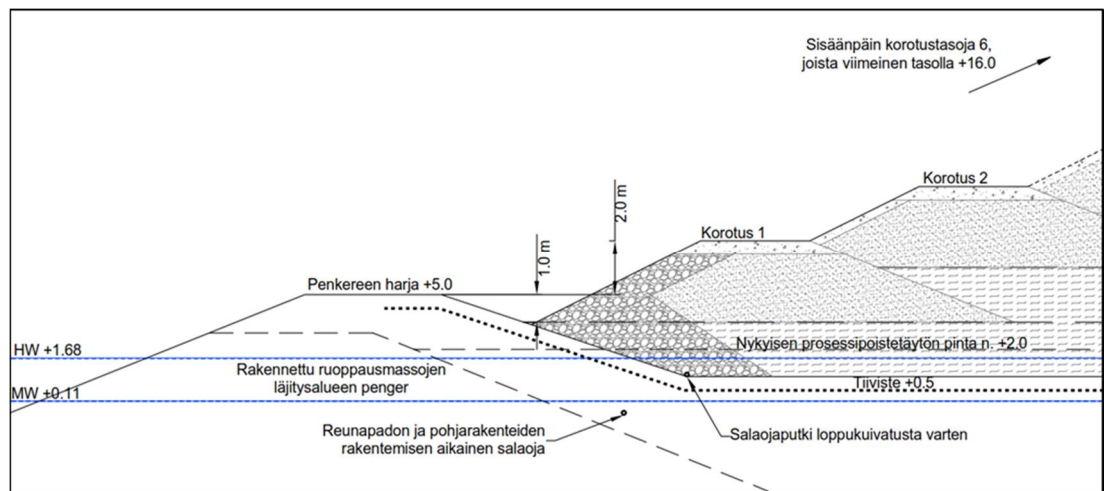 Sisäänpäin korotustasoja 6,
joista viimeinen tasolla +16.0
Korotus 2
2.0 m
Korotus 1
1.0 m
Penkereen harja +5.0
Nykyisen prosessipoistetäytön pinta n. +2.0
HW +1.68
Rakennettu ruoppausmassojen
läjitysalueen penger
Tiiviste +0.5
MW +0.11
Reunapadon ja pohjarakenteiden
rakentemisen aikainen salaoja
Salaojaputki loppukuivatusta varten